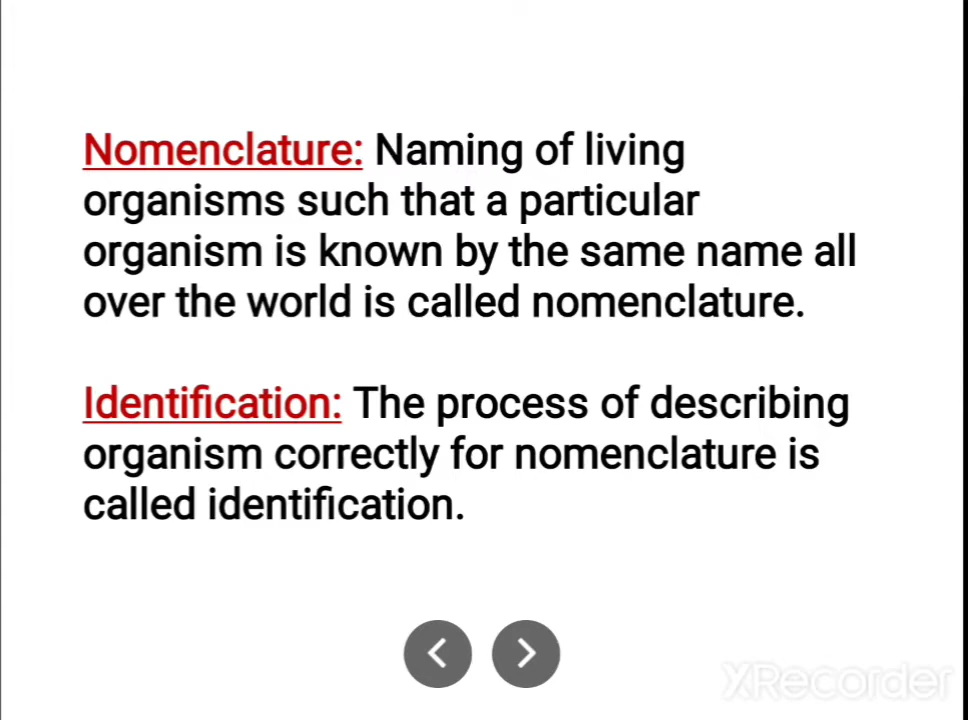 Nomenclature: Naming of living
organisms such that a particular
organism is known by the same name all
over the world is called nomenclature.
Identification: The process of describing
organism correctly for nomenclature is
called identification.
XRecorder